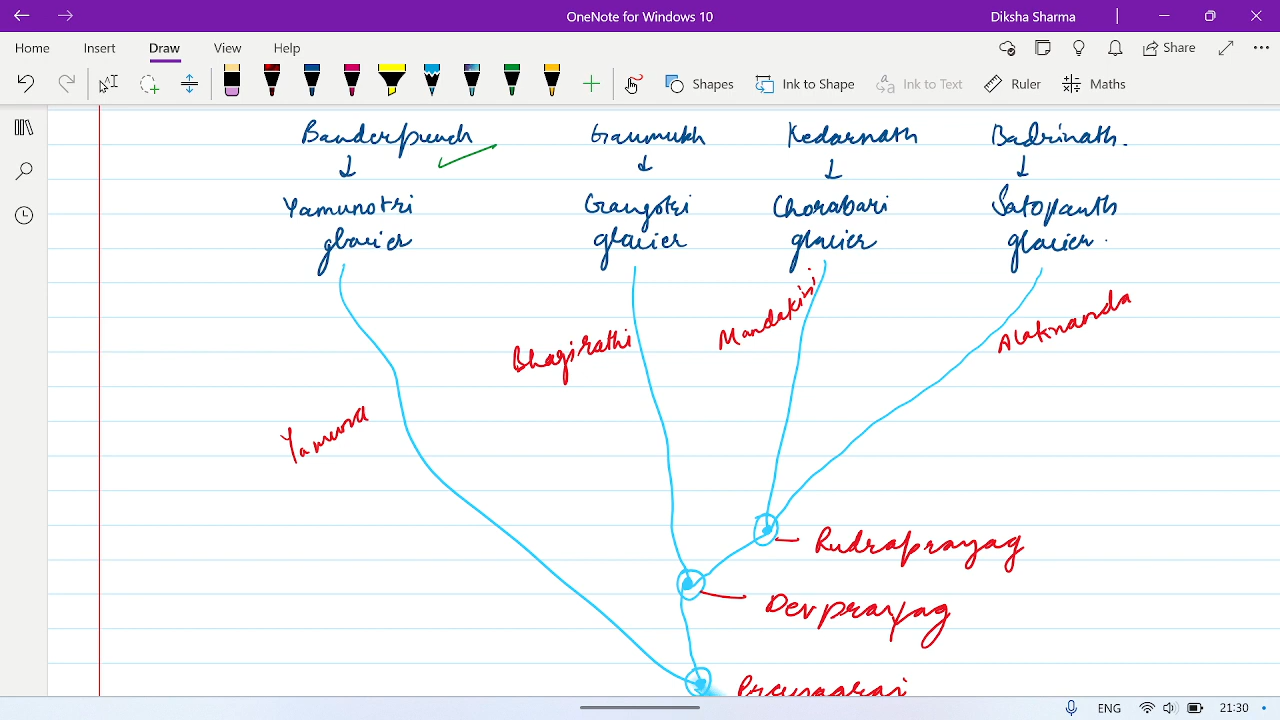 OneNote for Windows 10
Diksha Sharma
Home Insert Draw View Help
Share
Shapes Ink to Shape Ink to Text Ruler Maths
Banderpunch Gaumukh Kedarnath Badrinath.
Yamunotri Gangotri Chorabari Satopanth
glacier glacier glacier glacier.
Mandakini
Alaknanda
Bhagirathi
Yamuna
Rudraprayag
Devprayag
Prayagraj
ENG 21:30